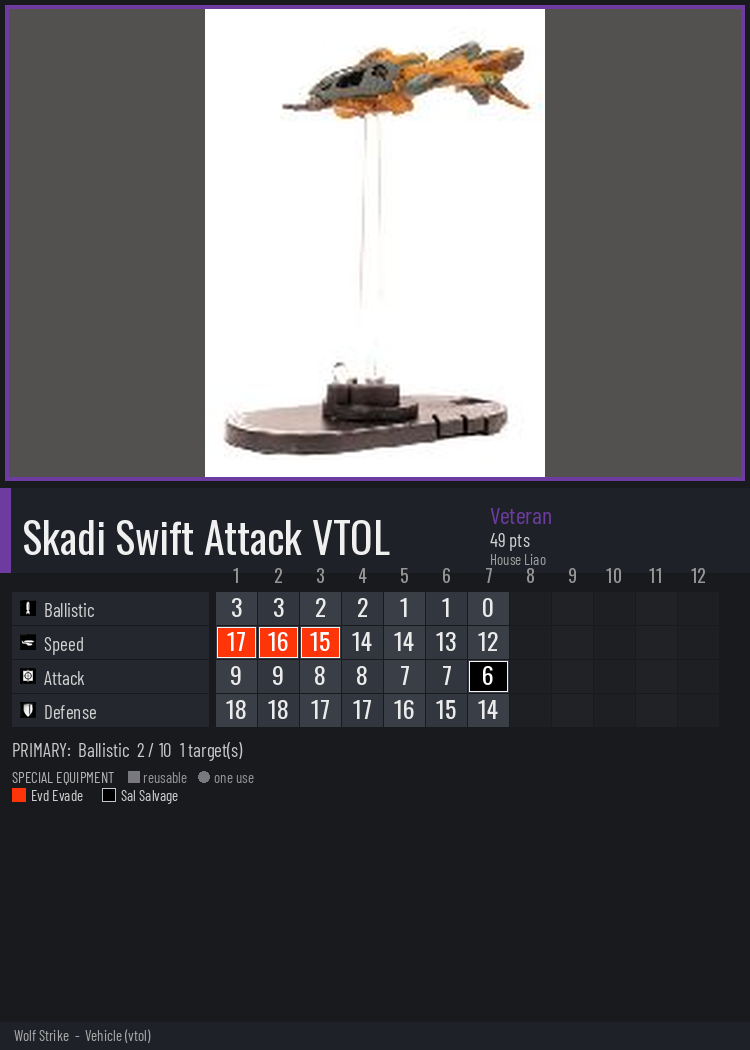 Skadi Swift Attack VTOL
Veteran
49 pts
House Liao
1 2 3 4 5 6 7 8 9 10 11 12
Ballistic 3 3 2 2 1 1 0
Speed 17 16 15 14 14 13 12
Attack 9 9 8 8 7 7 6
Defense 18 18 17 17 16 15 14
PRIMARY: Ballistic 2 / 10 1 target(s)
SPECIAL EQUIPMENT reusable one use
Evd Evade Sal Salvage
Wolf Strike - Vehicle (vtol)